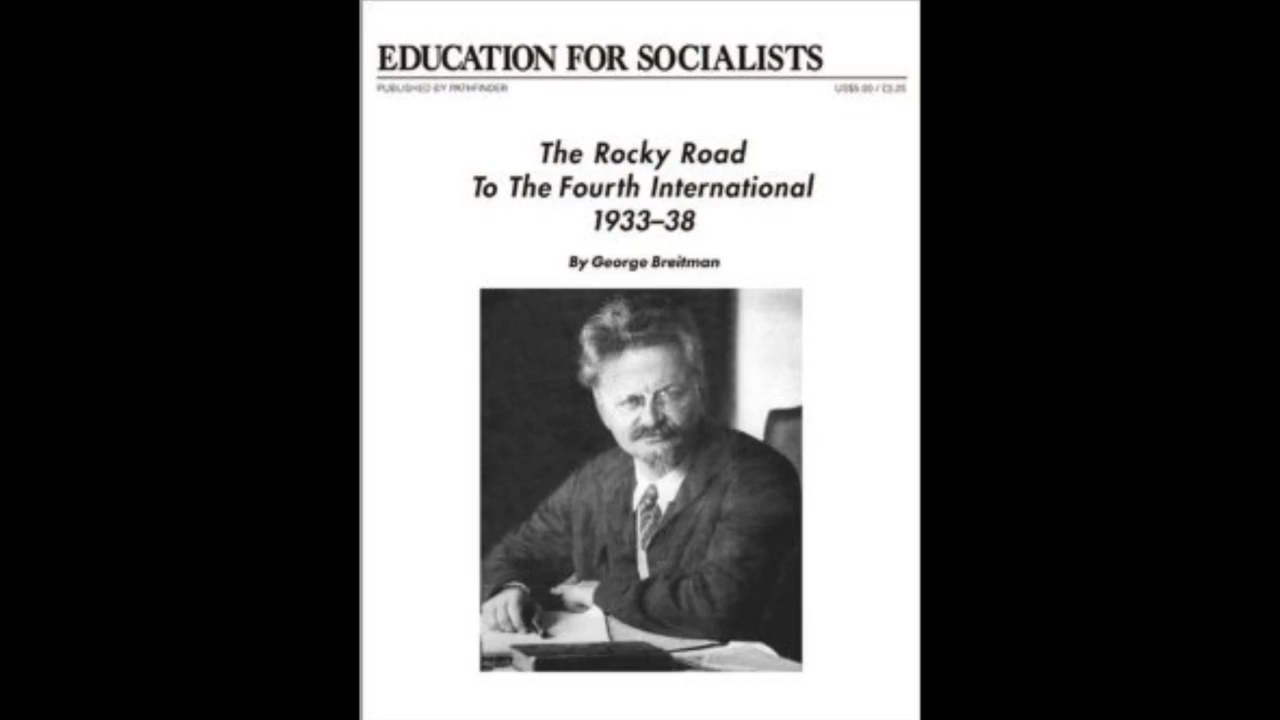 EDUCATION FOR SOCIALISTS
PUBLISHED BY PATHFINDER
The Rocky Road
To The Fourth International
1933–38
By George Breitman